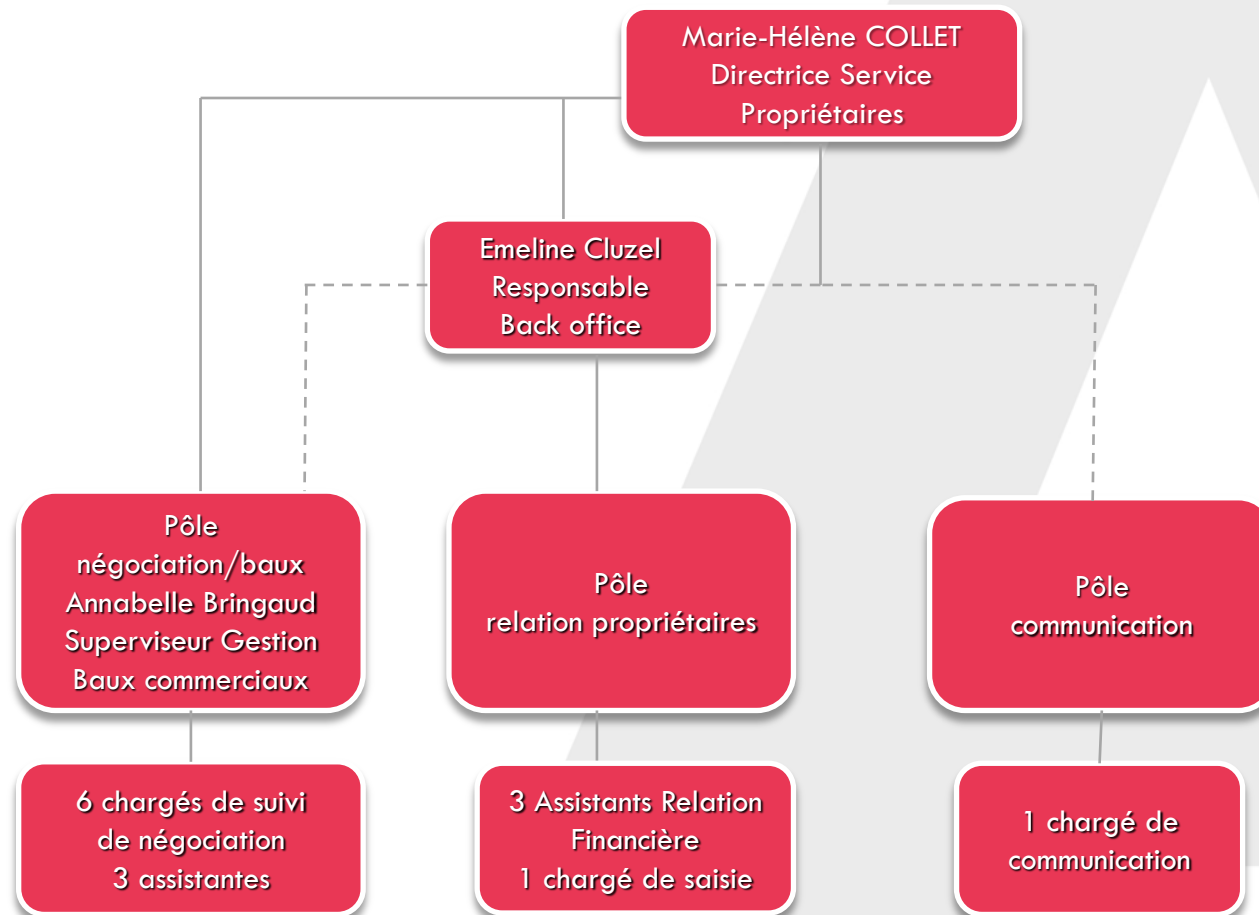 Marie-Hélène COLLET
Directrice Service
Propriétaires
Emeline Cluzel
Responsable
Back office
Pôle
négociation/baux
Annabelle Bringaud
Superviseur Gestion
Baux commerciaux
Pôle
relation propriétaires
Pôle
communication
6 chargés de suivi
de négociation
3 assistantes
3 Assistants Relation
Financière
1 chargé de saisie
1 chargé de
communication